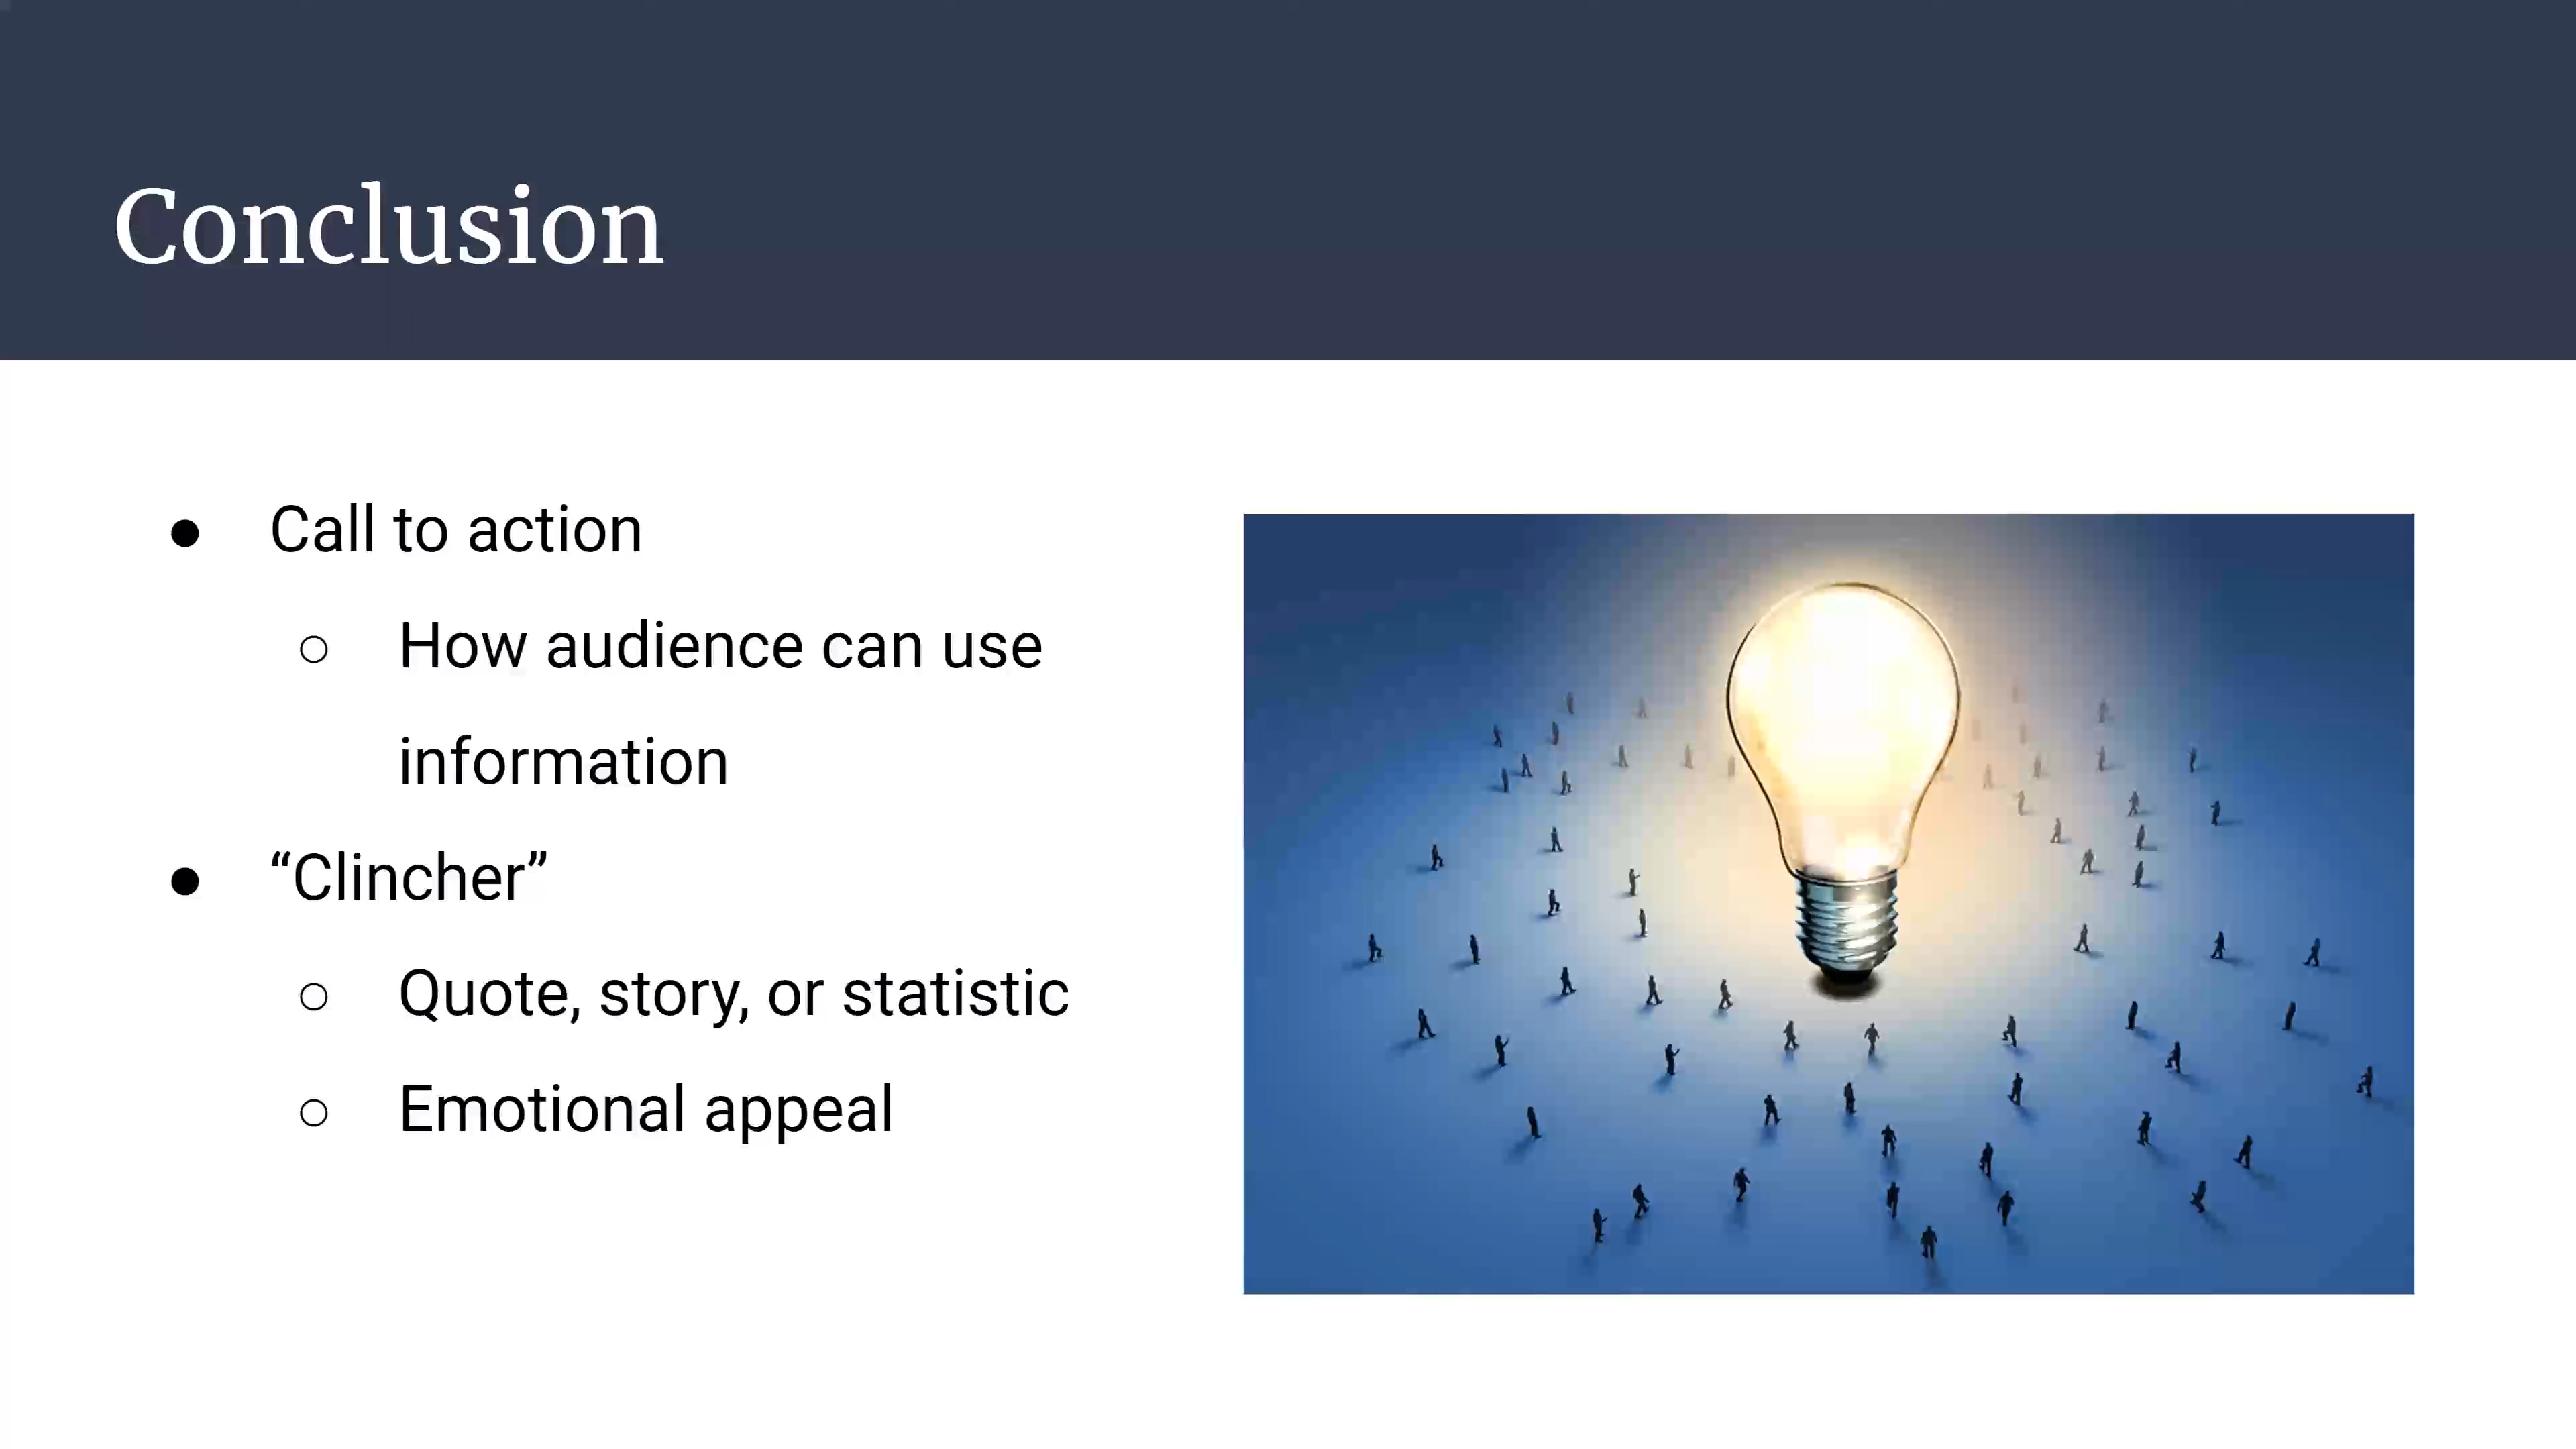 Conclusion
● Call to action
○ How audience can use
information
● “Clincher”
○ Quote, story, or statistic
○ Emotional appeal